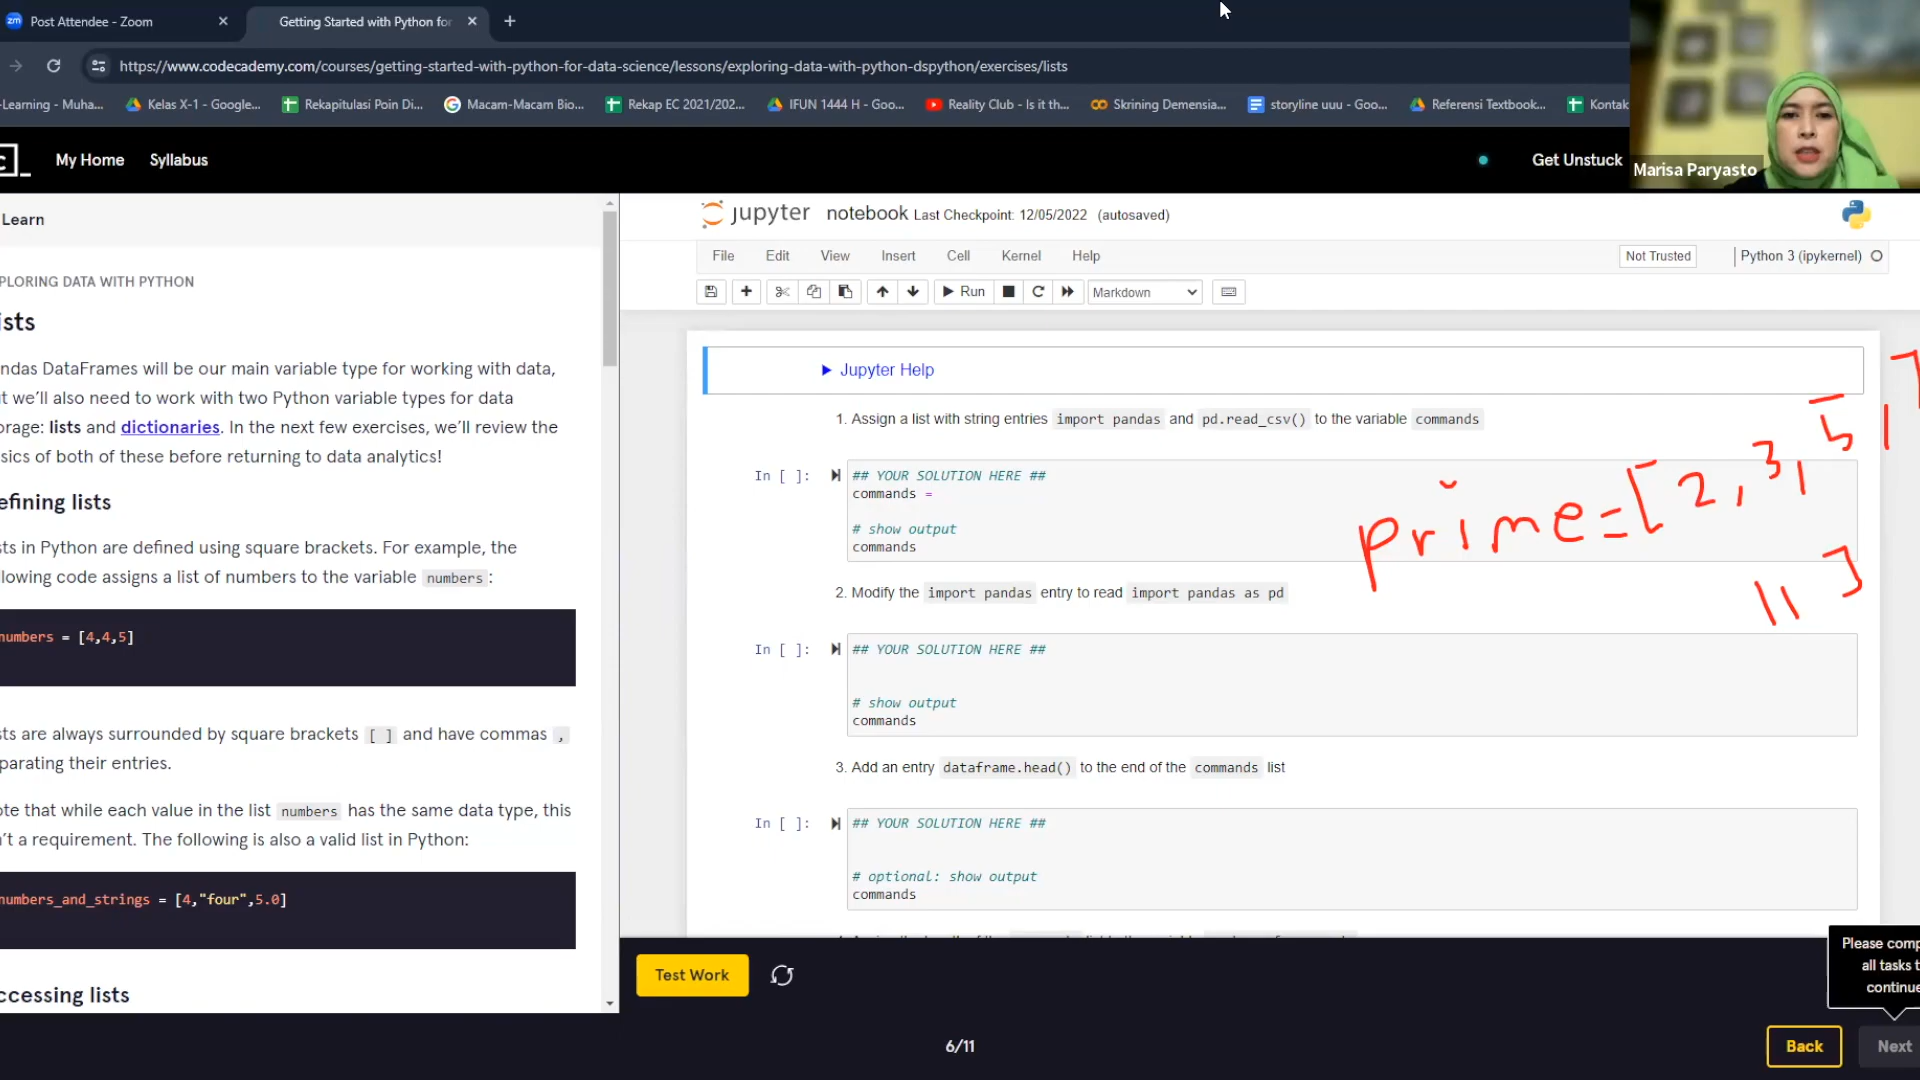 zm Post Attendee - Zoom
Getting Started with Python for
https://www.codecademy.com/courses/getting-started-with-python-for-data-science/lessons/exploring-data-with-python-dspython/exercises/lists
-Learning - Muha...
Kelas X-1 - Google...
Rekapitulasi Poin Di...
Macam-Macam Bio...
Rekap EC 2021/202...
IFUN 1444 H - Goo...
Reality Club - Is it th...
Skrining Demensia...
storyline uuu - Goo...
Referensi Textbook...
Kontak
Marisa Paryasto
My Home
Syllabus
Get Unstuck
Learn
PLORING DATA WITH PYTHON
ists
ndas DataFrames will be our main variable type for working with data,
t we'll also need to work with two Python variable types for data
orage: lists and dictionaries. In the next few exercises, we'll review the
sics of both of these before returning to data analytics!
efining lists
sts in Python are defined using square brackets. For example, the
llowing code assigns a list of numbers to the variable numbers:
numbers = [4,4,5]
sts are always surrounded by square brackets [ ] and have commas ,
parating their entries.
ote that while each value in the list numbers has the same data type, this
n't a requirement. The following is also a valid list in Python:
numbers_and_strings = [4,"four",5.0]
ccessing lists
jupyter notebook Last Checkpoint: 12/05/2022 (autosaved)
File Edit View Insert Cell Kernel Help
Not Trusted
Python 3 (ipykernel)
Run
Markdown
Jupyter Help
1. Assign a list with string entries import pandas and pd.read_csv() to the variable commands
In [ ]:
## YOUR SOLUTION HERE ##
commands =
# show output
commands
prime=[2,3,5,7
11]
2. Modify the import pandas entry to read import pandas as pd
In [ ]:
## YOUR SOLUTION HERE ##
# show output
commands
3. Add an entry dataframe.head() to the end of the commands list
In [ ]:
## YOUR SOLUTION HERE ##
# optional: show output
commands
Test Work
Please comp
all tasks t
continue
6/11
Back
Next